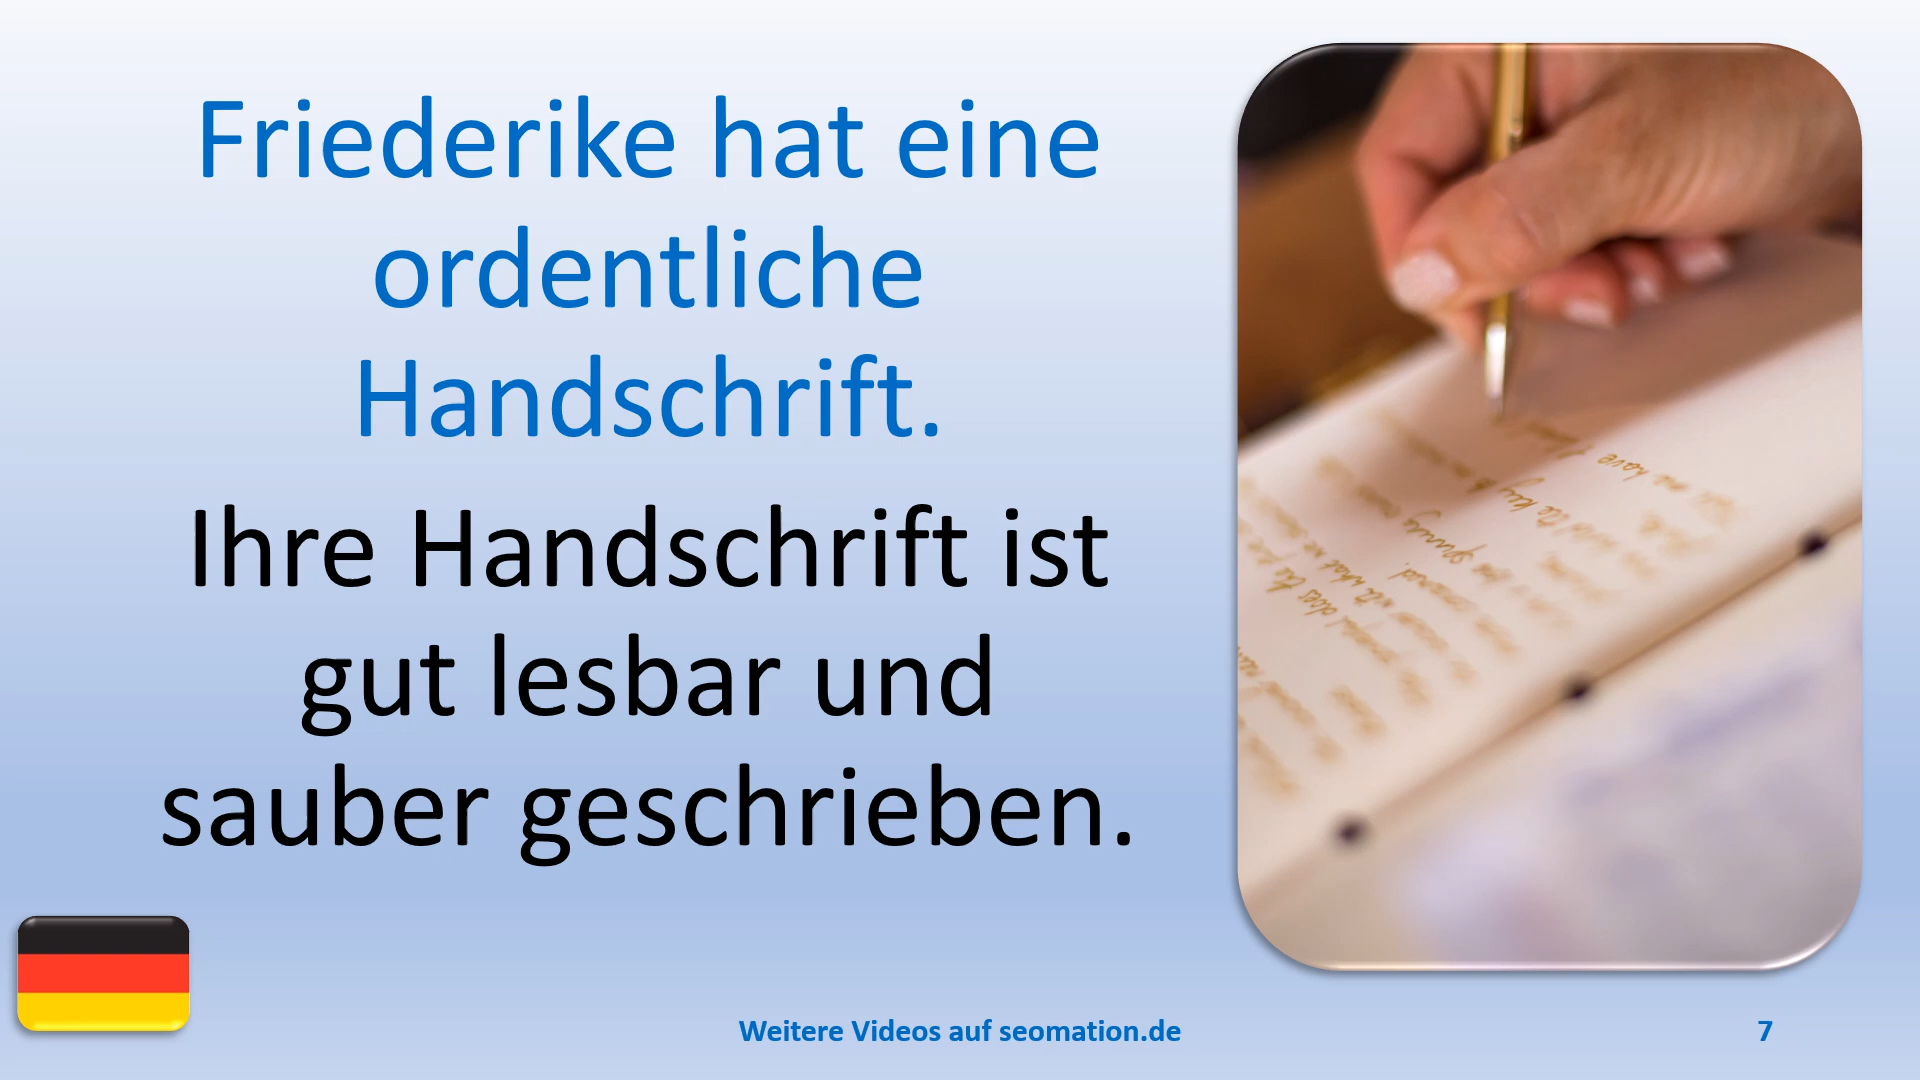 Friederike hat eine
ordentliche
Handschrift.
Ihre Handschrift ist
gut lesbar und
sauber geschrieben.
Weitere Videos auf seomation.de
7